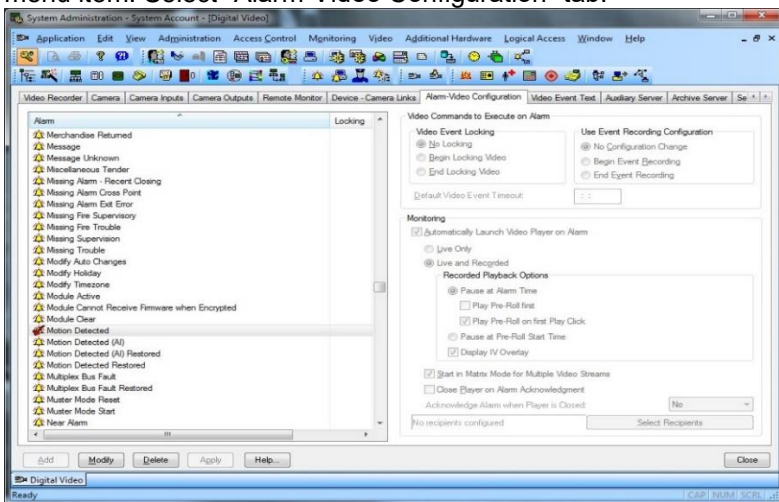 menu item. Select "Alarm-Video Configuration" tab.
System Administration - System Account - [Digital Video]
Application Edit View Administration Access Control Monitoring Video Additional Hardware Logical Access Window Help
Video Recorder Camera Camera Inputs Camera Outputs Remote Monitor Device - Camera Links Alarm-Video Configuration Video Event Text Auxiliary Server Archive Server Se
Alarm Locking
Merchandise Returned
Message
Message Unknown
Miscellaneous Tender
Missing Alarm - Recent Closing
Missing Alarm Cross Point
Missing Alarm Exit Error
Missing Fire Supervisory
Missing Fire Trouble
Missing Supervision
Missing Trouble
Modify Auto Changes
Modify Holiday
Modify Timezone
Module Active
Module Cannot Receive Firmware when Encrypted
Module Clear
Motion Detected
Motion Detected (AI)
Motion Detected (AI) Restored
Motion Detected Restored
Multiplex Bus Fault
Multiplex Bus Fault Restored
Muster Mode Reset
Muster Mode Start
Near Alarm
Video Commands to Execute on Alarm
Video Event Locking
No Locking
Begin Locking Video
End Locking Video
Use Event Recording Configuration
No Configuration Change
Begin Event Recording
End Event Recording
Default Video Event Timeout: : :
Monitoring
Automatically Launch Video Player on Alarm
Live Only
Live and Recorded
Recorded Playback Options
Pause at Alarm Time
Play Pre-Roll first
Play Pre-Roll on first Play Click
Pause at Pre-Roll Start Time
Display IV Overlay
Start in Matrix Mode for Multiple Video Streams
Close Player on Alarm Acknowledgment
Acknowledge Alarm when Player is Closed: No
No recipients configured Select Recipients
Add Modify Delete Apply Help... Close
Digital Video
Ready CAP NUM SCRL